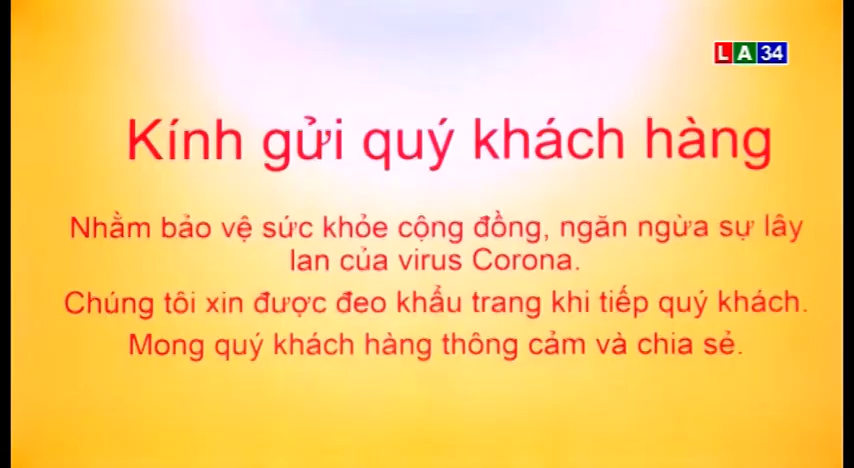 LA34
Kính gửi quý khách hàng
Nhằm bảo vệ sức khỏe cộng đồng, ngăn ngừa sự lây
lan của virus Corona.
Chúng tôi xin được đeo khẩu trang khi tiếp quý khách.
Mong quý khách hàng thông cảm và chia sẻ.